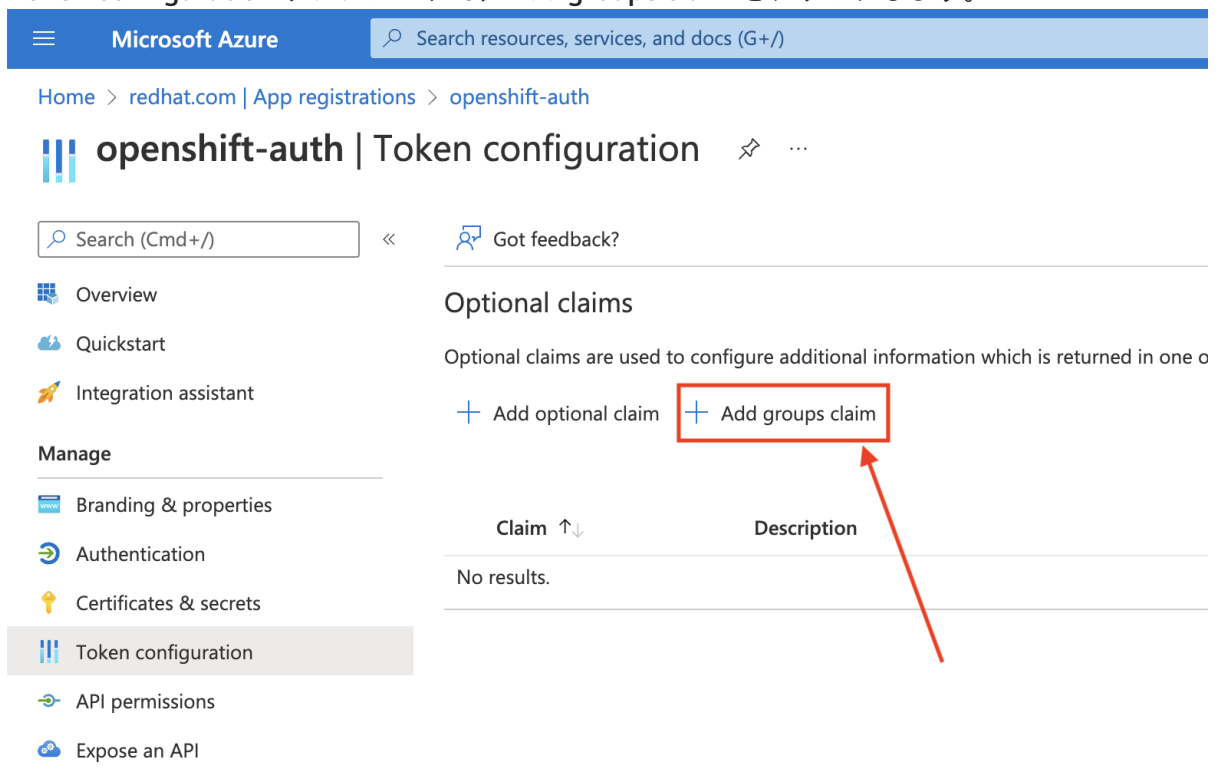 Microsoft Azure
Search resources, services, and docs (G+/)
Home > redhat.com | App registrations > openshift-auth
openshift-auth | Token configuration
Search (Cmd+/)
«
Got feedback?
Overview
Quickstart
Integration assistant
Manage
Branding & properties
Authentication
Certificates & secrets
Token configuration
API permissions
Expose an API
Optional claims
Optional claims are used to configure additional information which is returned in one o
+ Add optional claim
+ Add groups claim
Claim ↑↓ Description
No results.